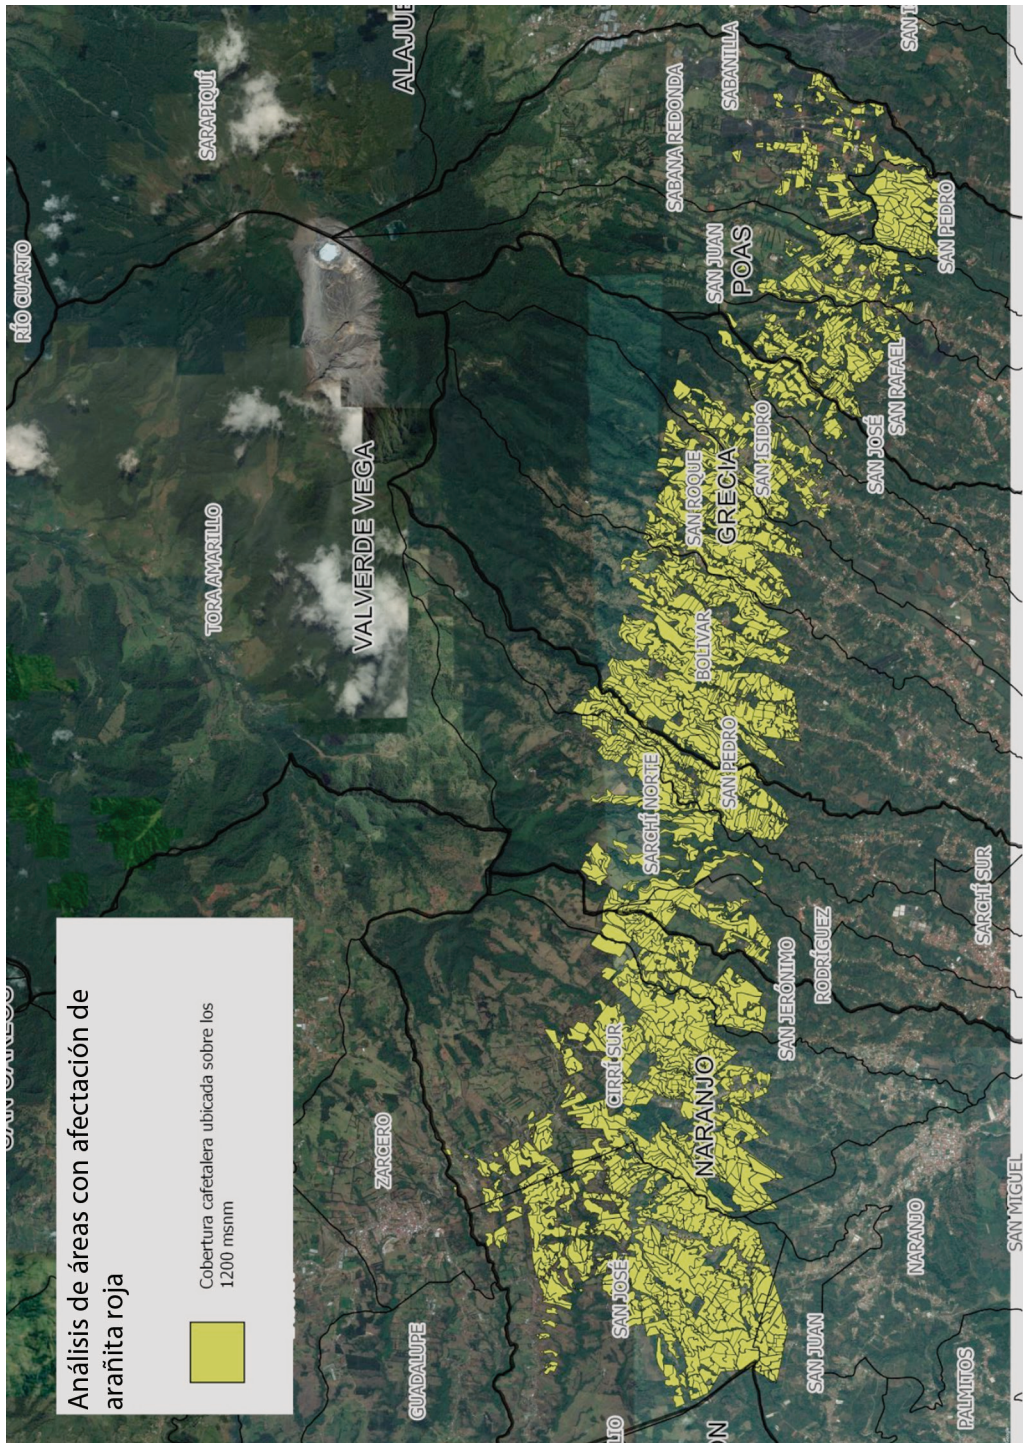 Análisis de áreas con afectación de
arañita roja
Cobertura cafetalera ubicada sobre los
1200 msnm
RÍO CUARTO
SARAPIQUÍ
TORA AMARILLO
VALVERDE VEGA
ZARCERO
ALAJUE
GUADALUPE
CIRRÍ SUR
SAN JOSÉ
LIO
SARCHÍ NORTE
SABANA REDONDA
SAN ROQUE
BOLIVAR
NARANJO
SAN JUAN
ÓN
SABANILLA
GRECIA
SAN PEDRO
POAS
SAN ISIDRO
SAN JERÓNIMO
SAN JUAN
RODRÍGUEZ
SAN JOSÉ
SAN RAFAEL
SAN I
NARANJO
SAN PEDRO
PALMITOS
SARCHÍ SUR
SAN MIGUEL